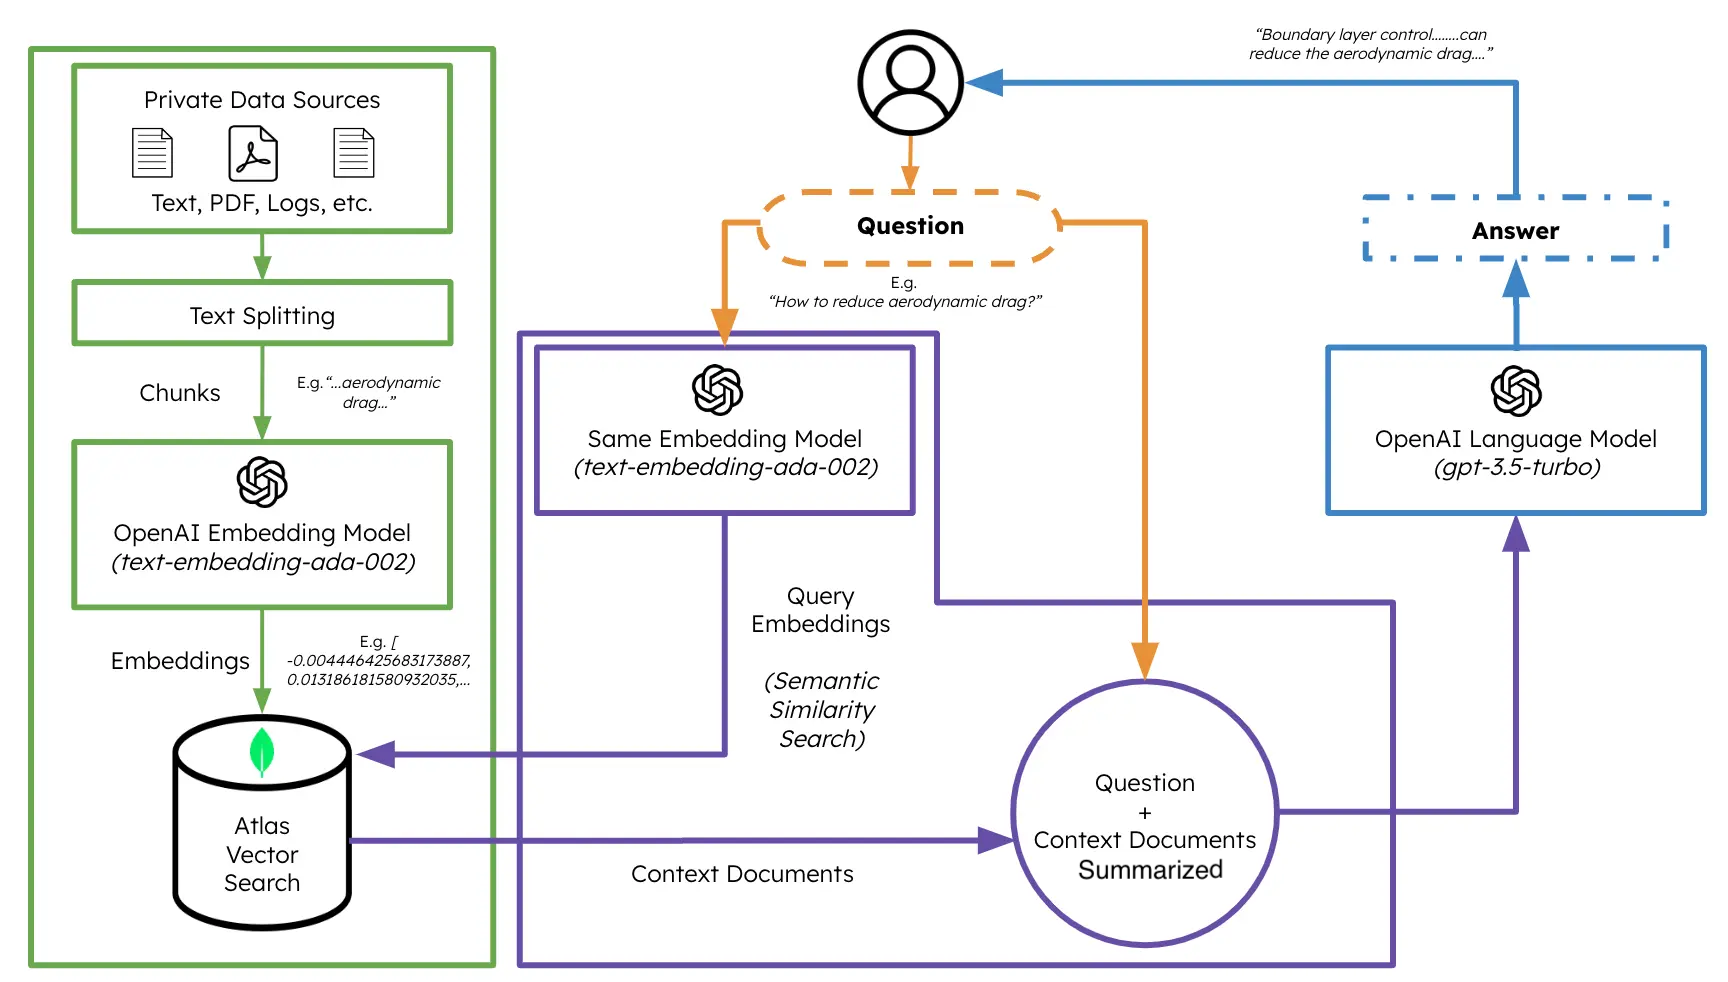 Private Data Sources
Text, PDF, Logs, etc.
Text Splitting
Chunks
E.g.“...aerodynamic
drag...”
OpenAI Embedding Model
(text-embedding-ada-002)
Embeddings
E.g. [
-0.004446425683173887,
0.013186181580932035,...
Atlas
Vector
Search
Question
E.g.
“How to reduce aerodynamic drag?”
Same Embedding Model
(text-embedding-ada-002)
Query
Embeddings
(Semantic
Similarity
Search)
Context Documents
Question
+
Context Documents
Summarized
OpenAI Language Model
(gpt-3.5-turbo)
Answer
“Boundary layer control........can
reduce the aerodynamic drag....”